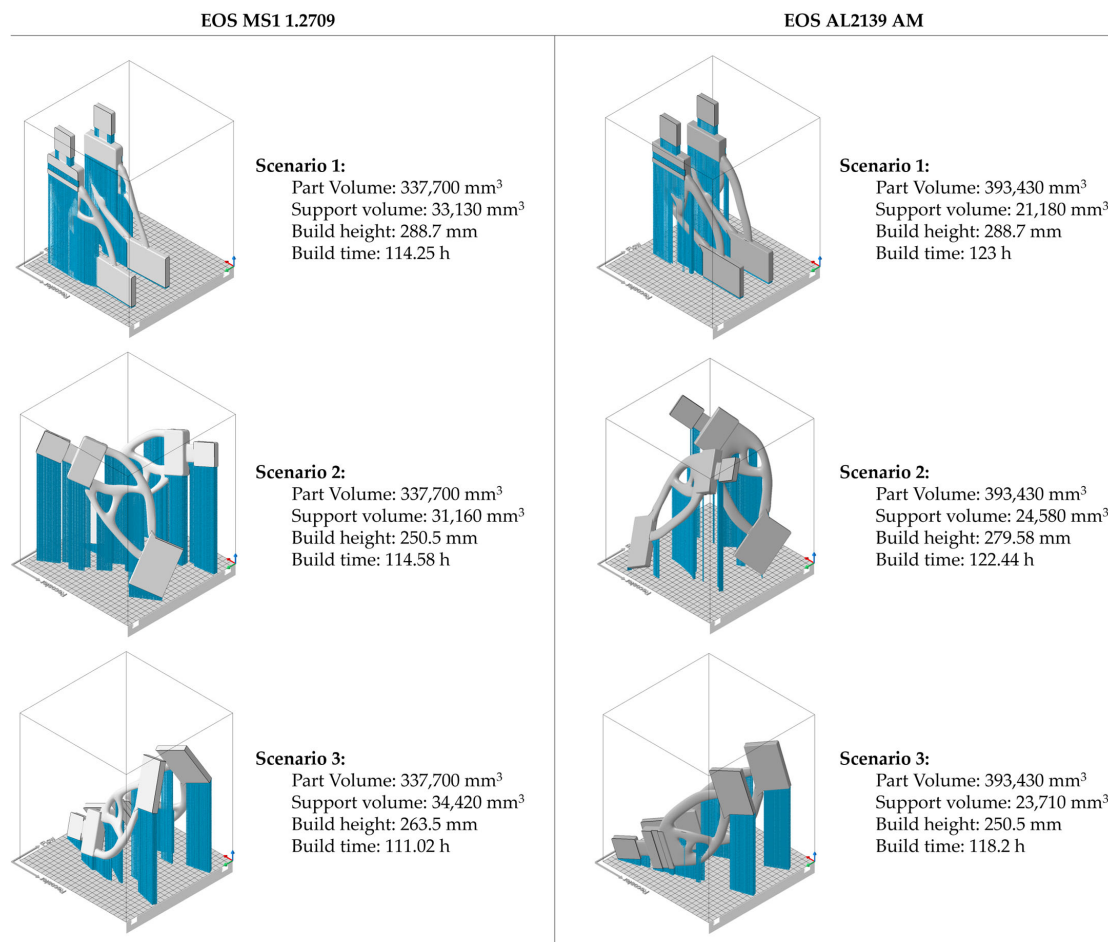 EOS MS1 1.2709
EOS AL2139 AM
Scenario 1:
Part Volume: 337,700 mm³
Support volume: 33,130 mm³
Build height: 288.7 mm
Build time: 114.25 h
Scenario 1:
Part Volume: 393,430 mm³
Support volume: 21,180 mm³
Build height: 288.7 mm
Build time: 123 h
Scenario 2:
Part Volume: 337,700 mm³
Support volume: 31,160 mm³
Build height: 250.5 mm
Build time: 114.58 h
Scenario 2:
Part Volume: 393,430 mm³
Support volume: 24,580 mm³
Build height: 279.58 mm
Build time: 122.44 h
Scenario 3:
Part Volume: 337,700 mm³
Support volume: 34,420 mm³
Build height: 263.5 mm
Build time: 111.02 h
Scenario 3:
Part Volume: 393,430 mm³
Support volume: 23,710 mm³
Build height: 250.5 mm
Build time: 118.2 h